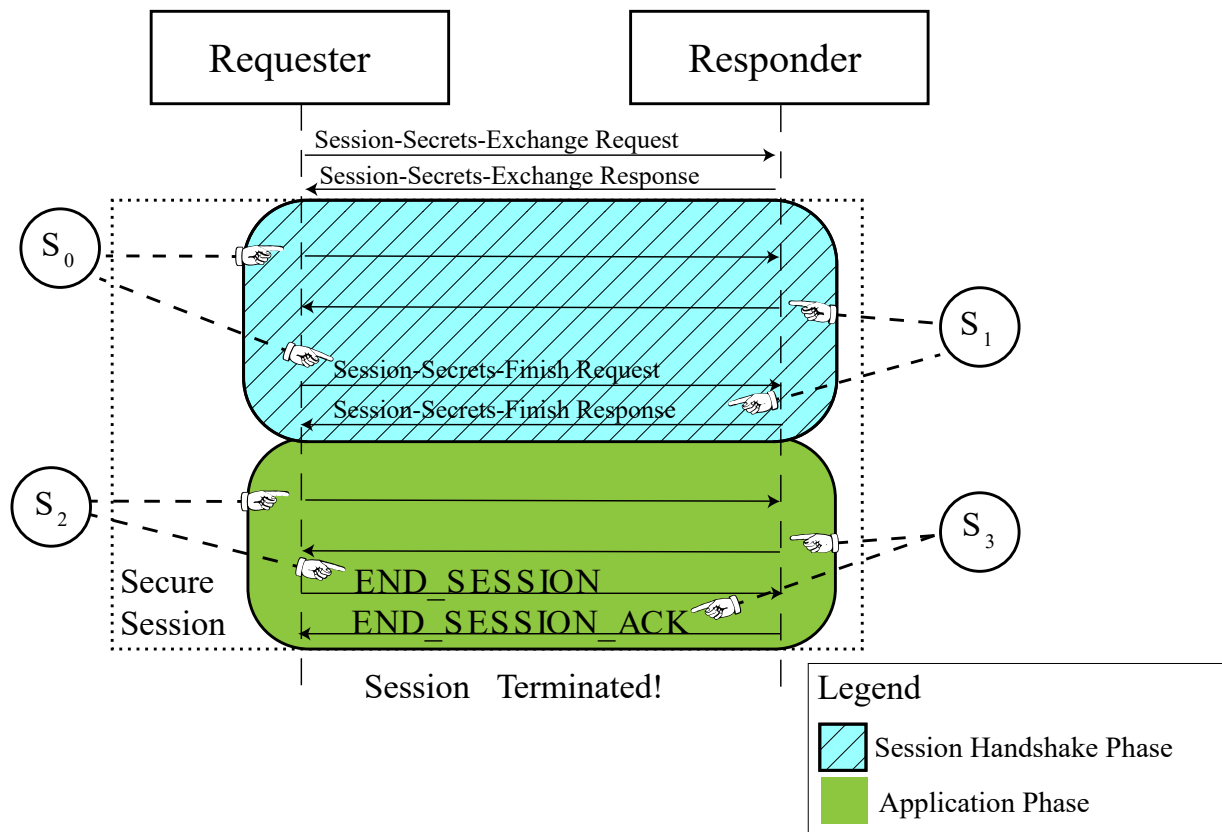 Requester
Responder
Session-Secrets-Exchange Request
Session-Secrets-Exchange Response
S0
S1
Session-Secrets-Finish Request
Session-Secrets-Finish Response
S2
S3
Secure
Session
END_SESSION
END_SESSION_ACK
Session Terminated!
Legend
Session Handshake Phase
Application Phase